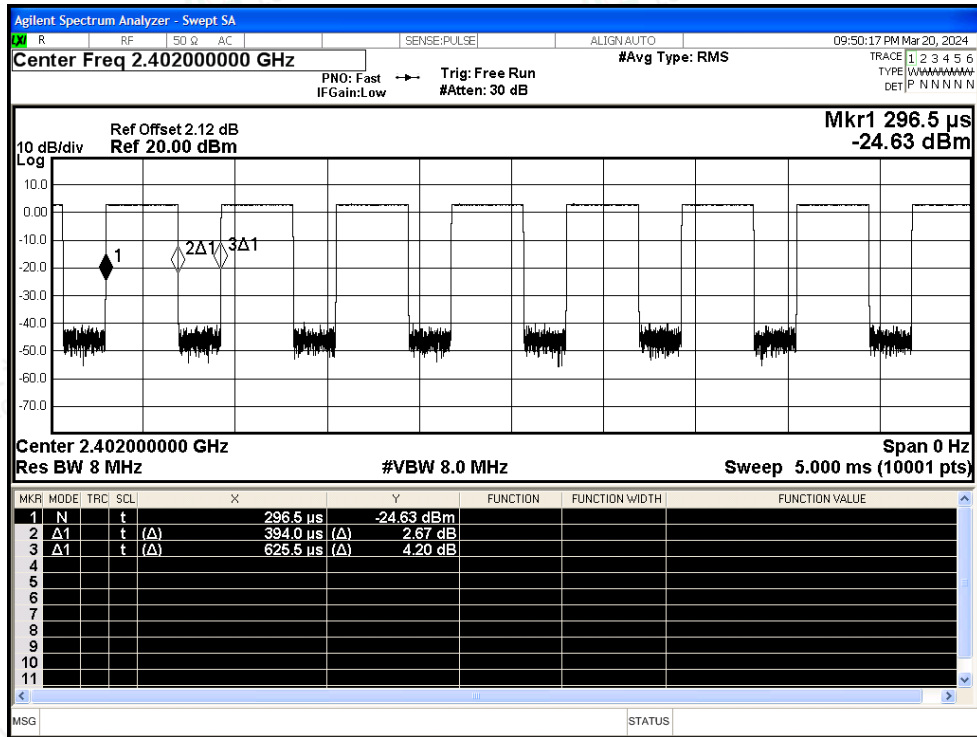 Agilent Spectrum Analyzer - Swept SA
LXI R RF 50 Ω AC SENSE:PULSE ALIGN AUTO 09:50:17 PM Mar 20, 2024
Center Freq 2.402000000 GHz #Avg Type: RMS TRACE 1 2 3 4 5 6
PNO: Fast Trig: Free Run TYPE
IFGain:Low #Atten: 30 dB DET P N N N N N
Mkr1 296.5 µs
Ref Offset 2.12 dB
10 dB/div Ref 20.00 dBm -24.63 dBm
Log
10.0
0.00
-10.0
1 2Δ1 3Δ1
-20.0
-30.0
-40.0
-50.0
-60.0
-70.0
Center 2.402000000 GHz Span 0 Hz
Res BW 8 MHz #VBW 8.0 MHz Sweep 5.000 ms (10001 pts)
MKR MODE TRC SCL X Y FUNCTION FUNCTION WIDTH FUNCTION VALUE
1 N t 296.5 µs -24.63 dBm
2 Δ1 t (Δ) 394.0 µs (Δ) 2.67 dB
3 Δ1 t (Δ) 625.5 µs (Δ) 4.20 dB
4
5
6
7
8
9
10
11
MSG STATUS